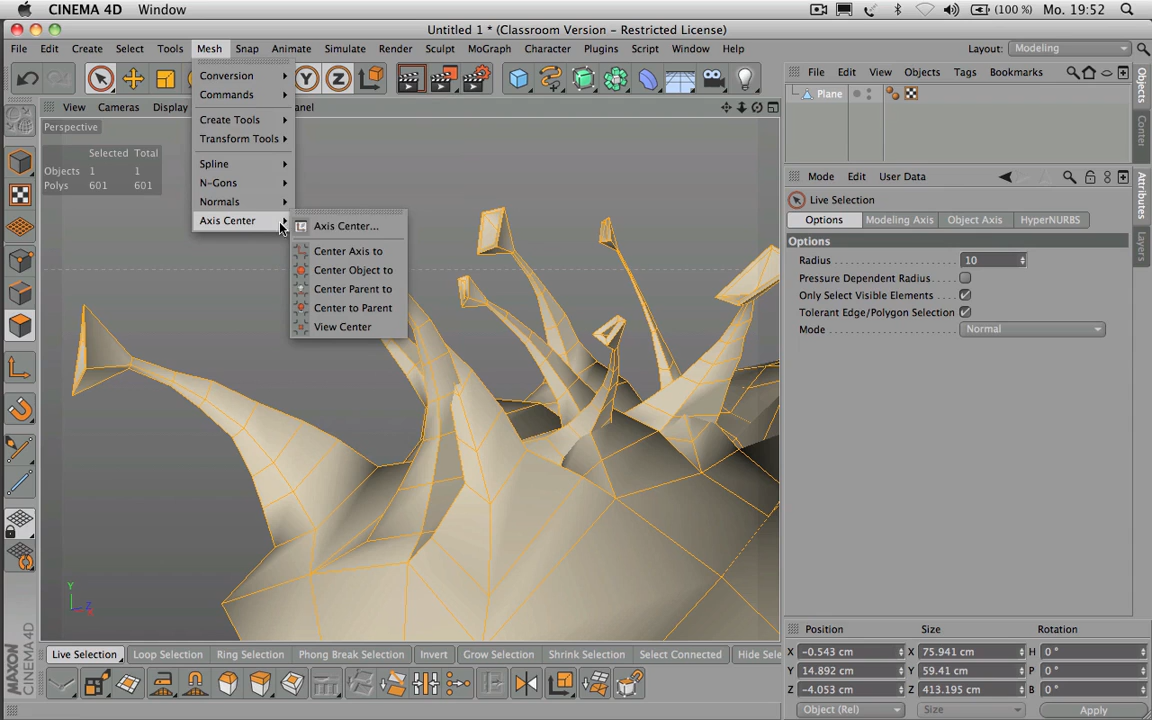 CINEMA 4D Window (100 %) Mo. 19:52
Untitled 1 * (Classroom Version - Restricted License)
File Edit Create Select Tools Mesh Snap Animate Simulate Render Sculpt MoGraph Character Plugins Script Window Help Layout: Modeling
Y Z
File Edit View Objects Tags Bookmarks
View Cameras Display Panel
Perspective
Selected Total
Objects 1 1
Polys 601 601
Conversion
Commands
Create Tools
Transform Tools
Spline
N-Gons
Normals
Axis Center
Axis Center...
Center Axis to
Center Object to
Center Parent to
Center to Parent
View Center
Plane
Objects
Attributes
Layers
Mode Edit User Data
Live Selection
Options Modeling Axis Object Axis HyperNURBS
Options
Radius 10
Pressure Dependent Radius
Only Select Visible Elements
Tolerant Edge/Polygon Selection
Mode Normal
Y
Z
MAXON
CINEMA 4D
Live Selection Loop Selection Ring Selection Phong Break Selection Invert Grow Selection Shrink Selection Select Connected Hide Sele
Position Size Rotation
X -0.543 cm X 75.941 cm H 0 °
Y 14.892 cm Y 59.41 cm P 0 °
Z -4.053 cm Z 413.195 cm B 0 °
Object (Rel) Size Apply